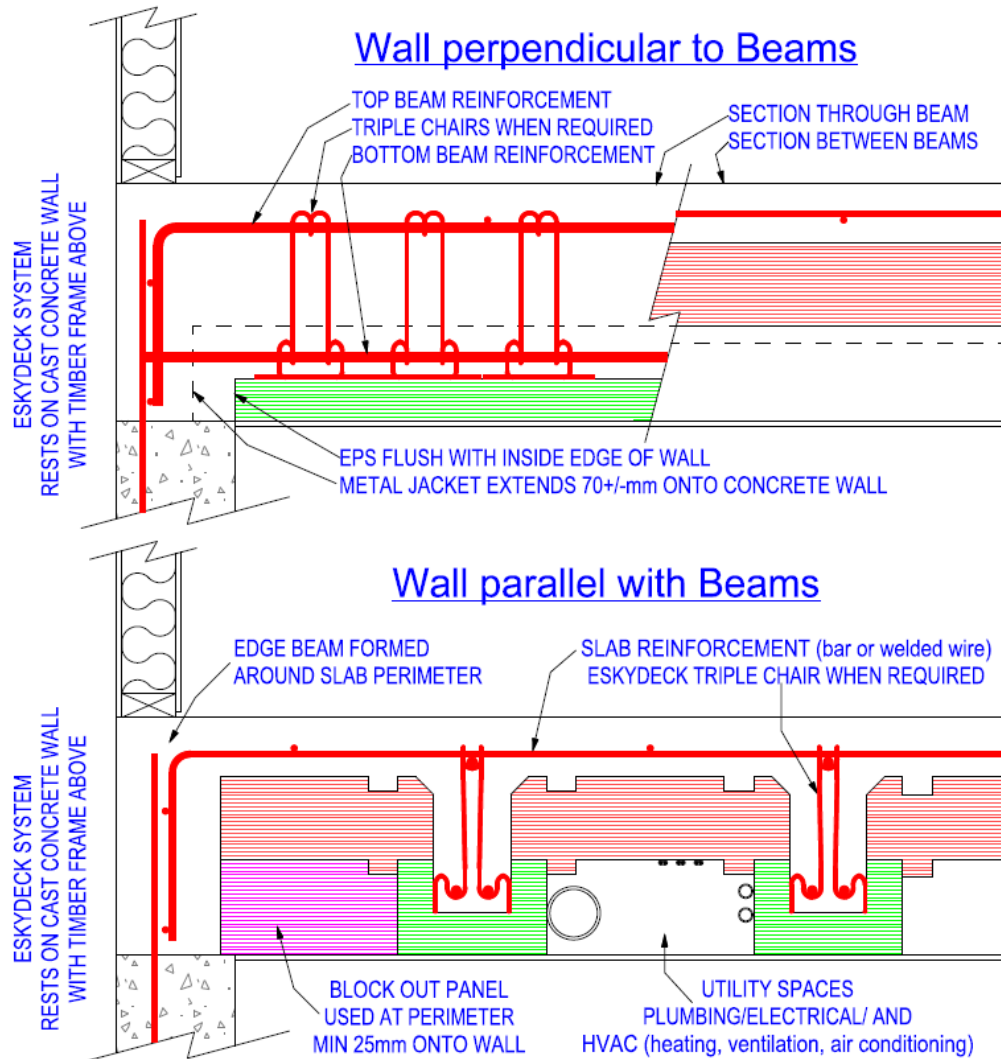 Wall perpendicular to Beams
TOP BEAM REINFORCEMENT
TRIPLE CHAIRS WHEN REQUIRED
BOTTOM BEAM REINFORCEMENT
SECTION THROUGH BEAM
SECTION BETWEEN BEAMS
ESKYDECK SYSTEM
RESTS ON CAST CONCRETE WALL
WITH TIMBER FRAME ABOVE
EPS FLUSH WITH INSIDE EDGE OF WALL
METAL JACKET EXTENDS 70+/-mm ONTO CONCRETE WALL
Wall parallel with Beams
EDGE BEAM FORMED
AROUND SLAB PERIMETER
SLAB REINFORCEMENT (bar or welded wire)
ESKYDECK TRIPLE CHAIR WHEN REQUIRED
ESKYDECK SYSTEM
RESTS ON CAST CONCRETE WALL
WITH TIMBER FRAME ABOVE
BLOCK OUT PANEL
USED AT PERIMETER
MIN 25mm ONTO WALL
UTILITY SPACES
PLUMBING/ELECTRICAL/ AND
HVAC (heating, ventilation, air conditioning)